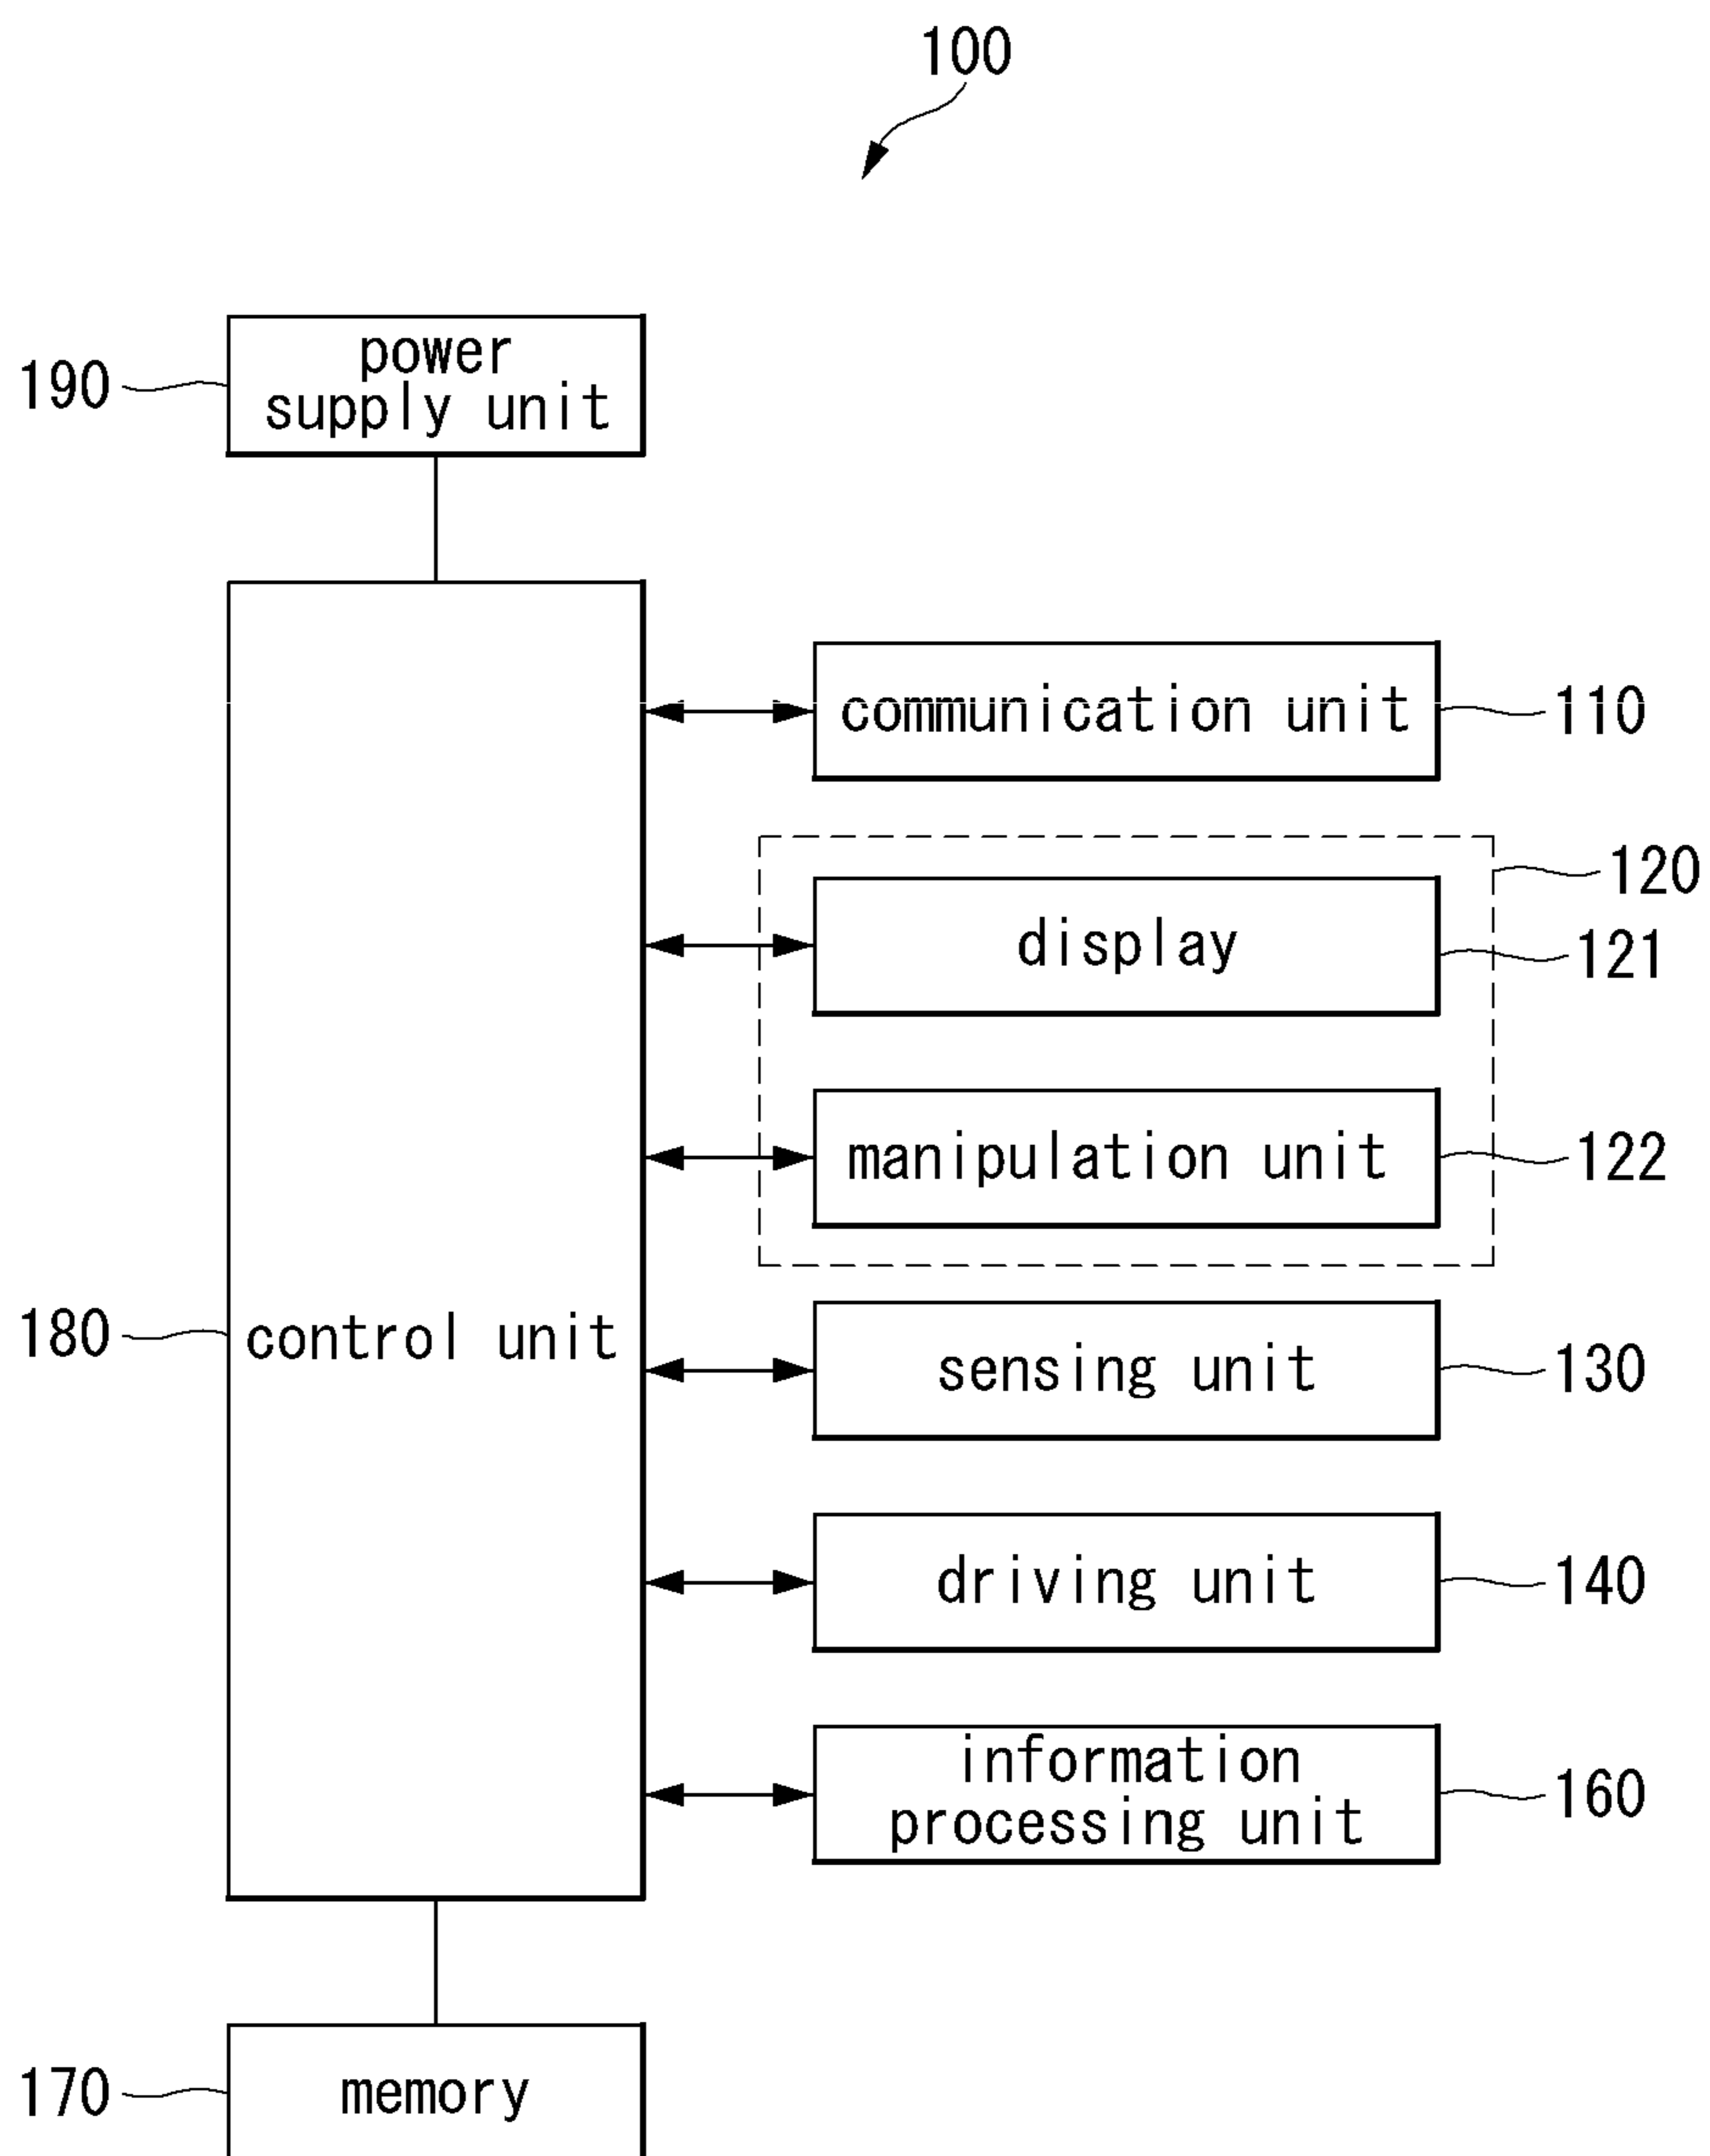 100
190
power
supply unit
communication unit
110
120
display
121
manipulation unit
122
180
control unit
sensing unit
130
driving unit
140
information
processing unit
160
170
memory